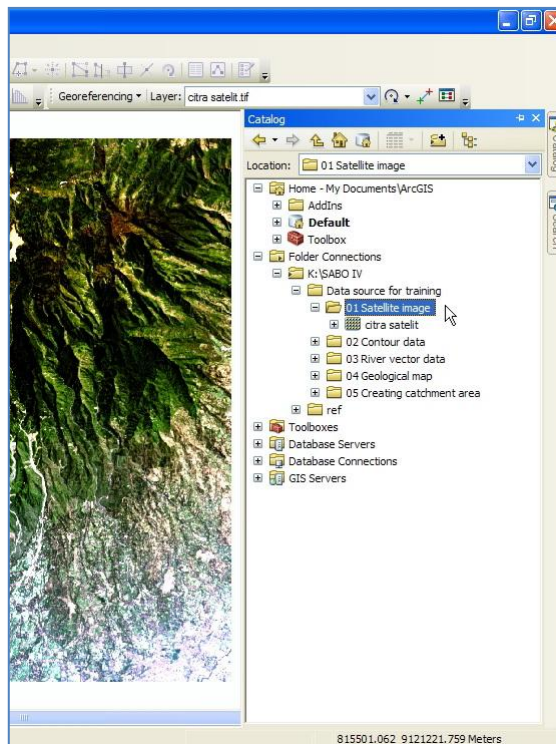 Georeferencing Layer: citra satelit.tif
Catalog
Location: 01 Satellite image
Home - My Documents\ArcGIS
AddIns
Default
Toolbox
Folder Connections
K:\SABO IV
Data source for training
01 Satellite image
citra satelit
02 Contour data
03 River vector data
04 Geological map
05 Creating catchment area
ref
Toolboxes
Database Servers
Database Connections
GIS Servers
Catalog
Search
815501.062 9121221.759 Meters